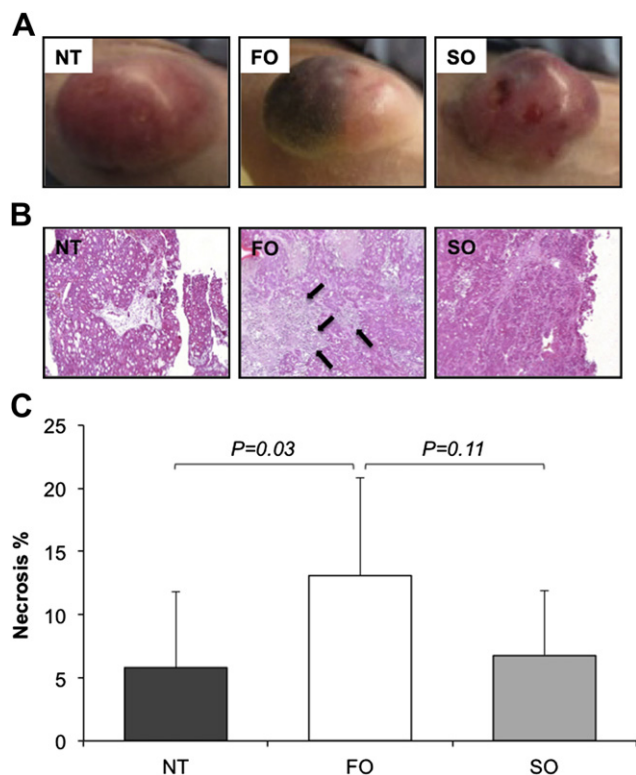 A
NT
FO
SO
B
NT
FO
SO
C
25
20
15
10
5
0
Necrosis %
P=0.03
P=0.11
NT
FO
SO